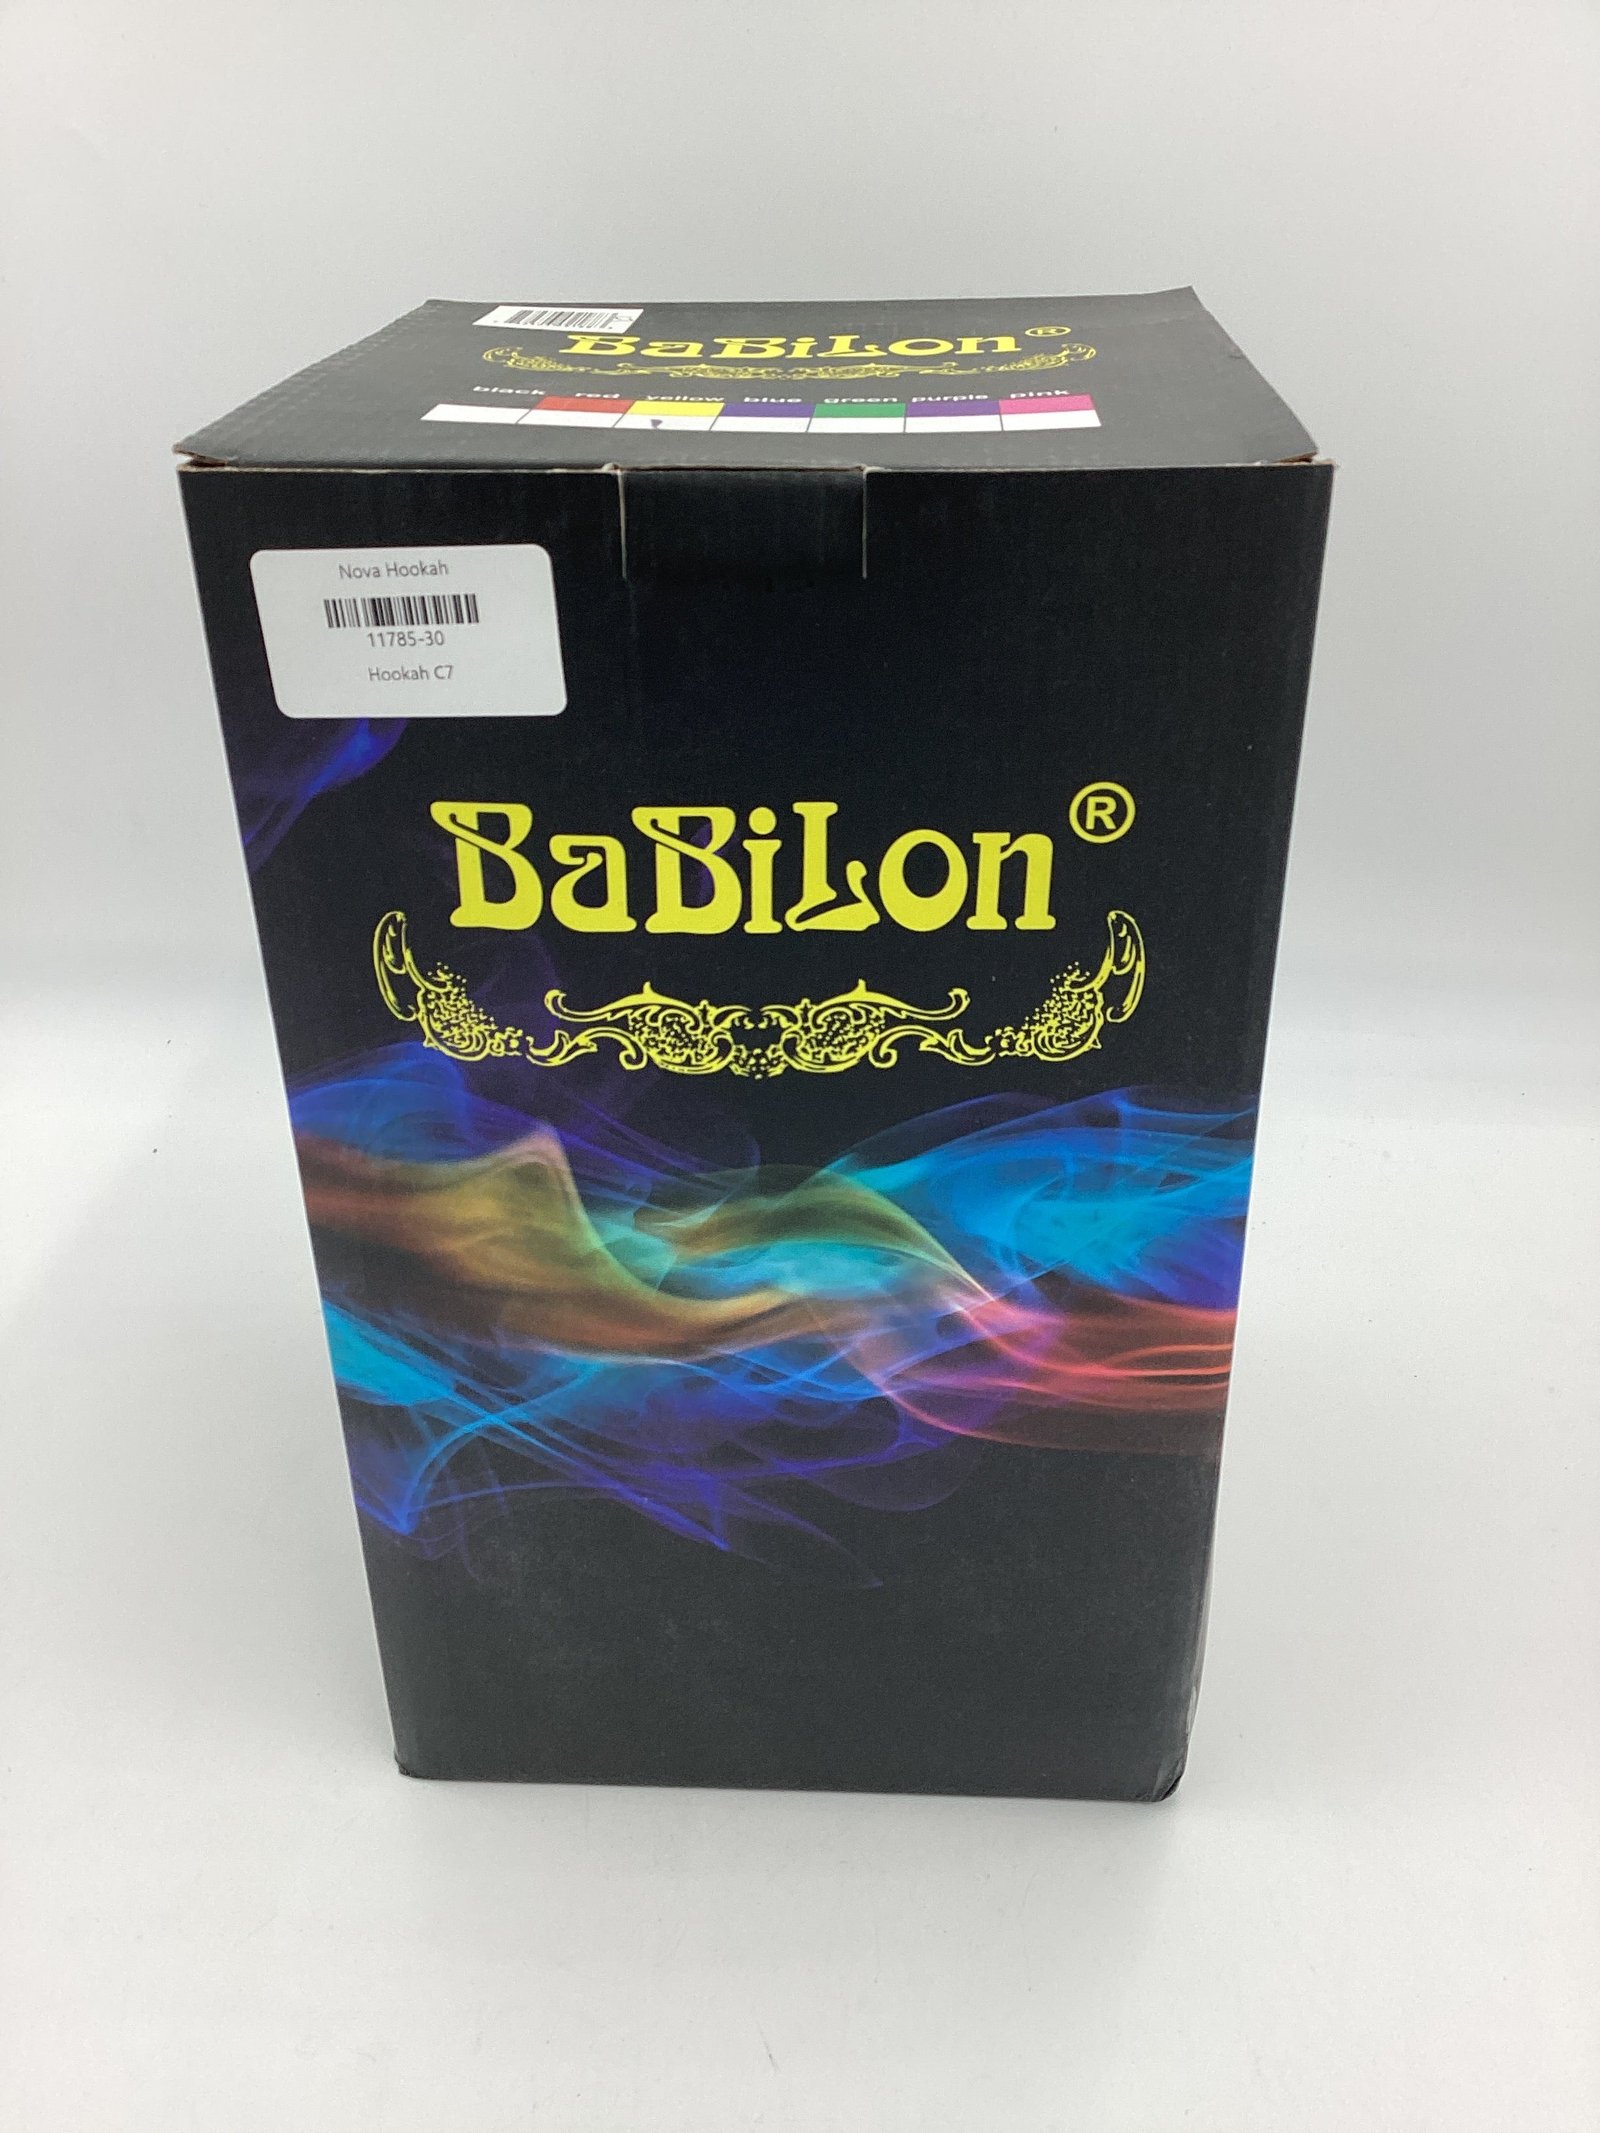 BaBiLon®
black red yellow blue green purple pink
Nova Hookah
11785-30
Hookah C7
BaBiLon®